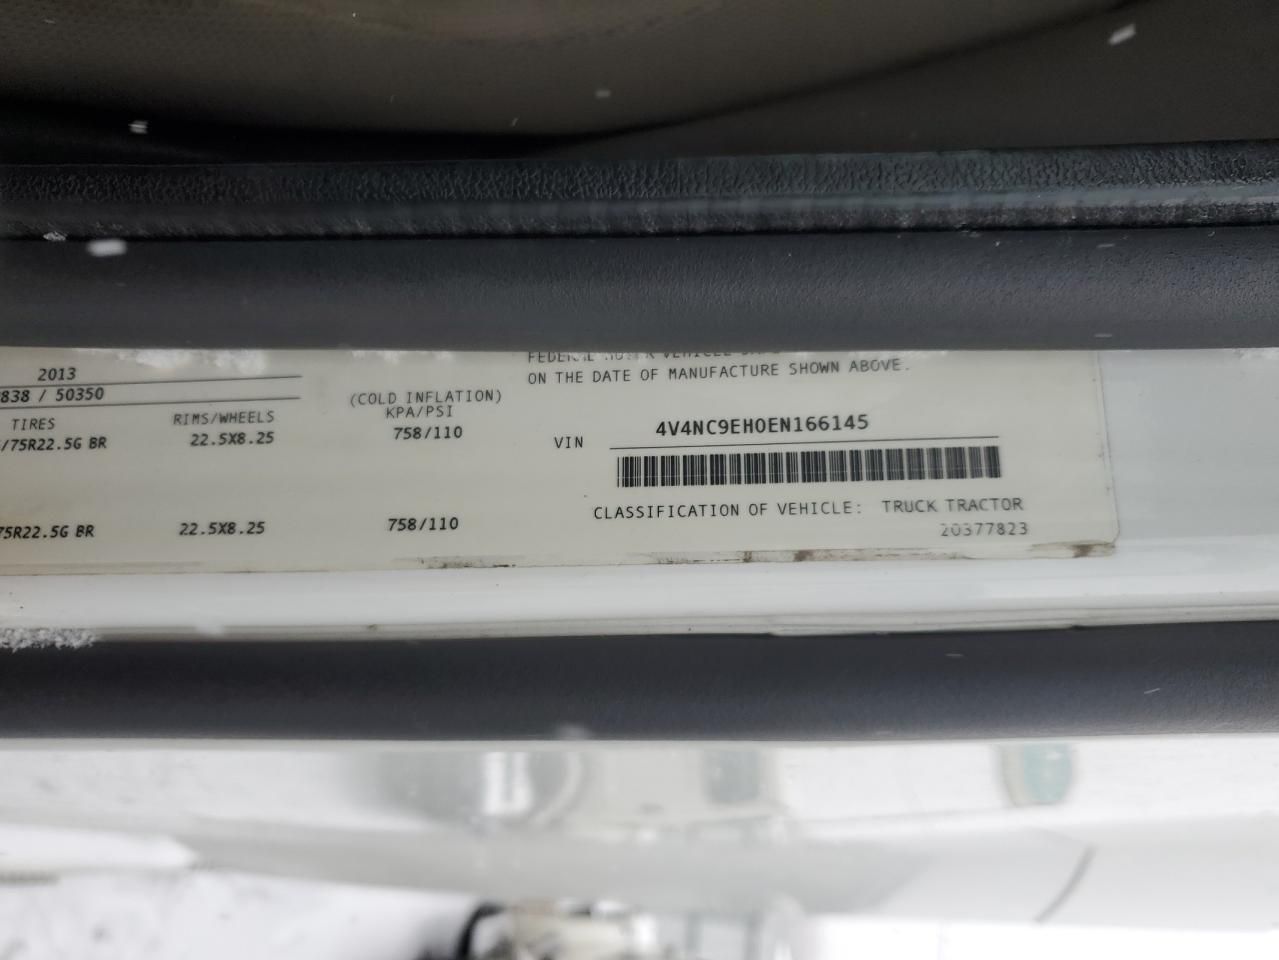 2013
838 / 50350
TIRES RIMS/WHEELS (COLD INFLATION) KPA/PSI
/75R22.5G BR 22.5X8.25 758/110
75R22.5G BR 22.5X8.25 758/110
FEDERAL VEHICLE
ON THE DATE OF MANUFACTURE SHOWN ABOVE.
VIN 4V4NC9EH0EN166145
CLASSIFICATION OF VEHICLE: TRUCK TRACTOR
20377823